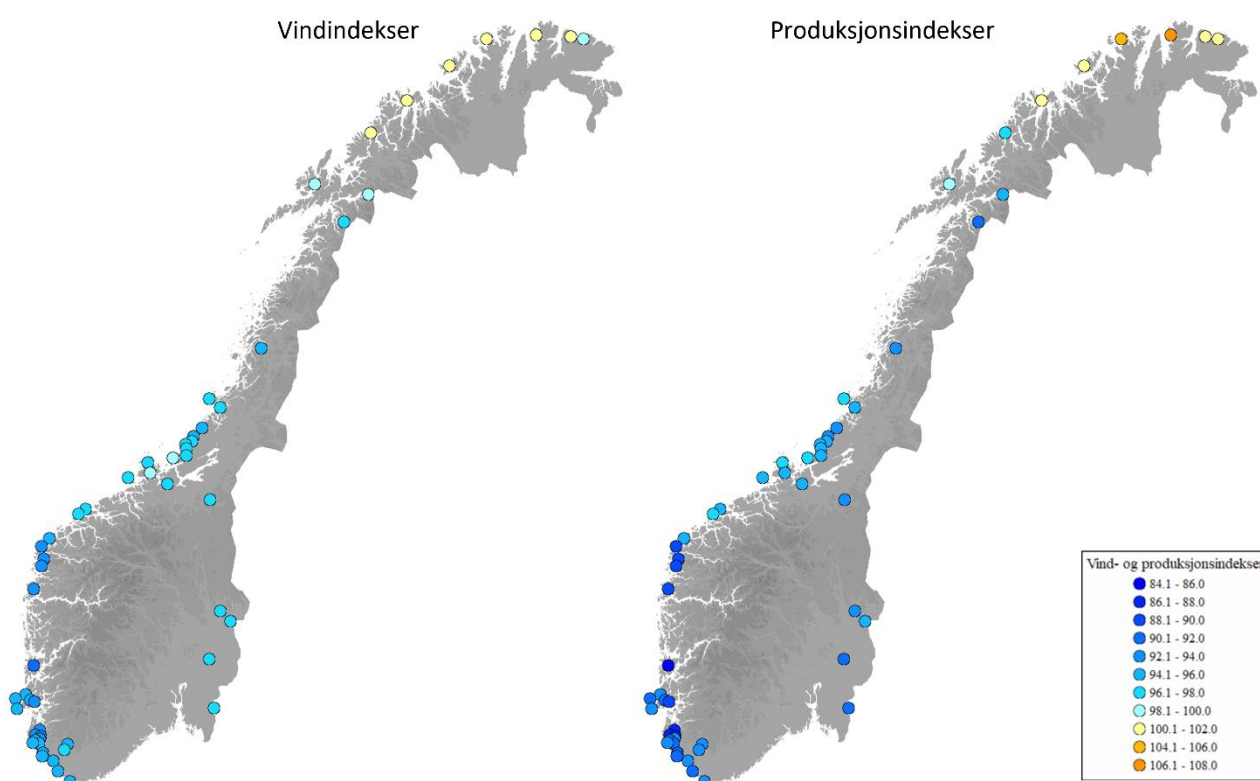 Vindindekser
Produksjonsindekser
Vind- og produksjonsindekser
84.1 - 86.0
86.1 - 88.0
88.1 - 90.0
90.1 - 92.0
92.1 - 94.0
94.1 - 96.0
96.1 - 98.0
98.1 - 100.0
100.1 - 102.0
104.1 - 106.0
106.1 - 108.0